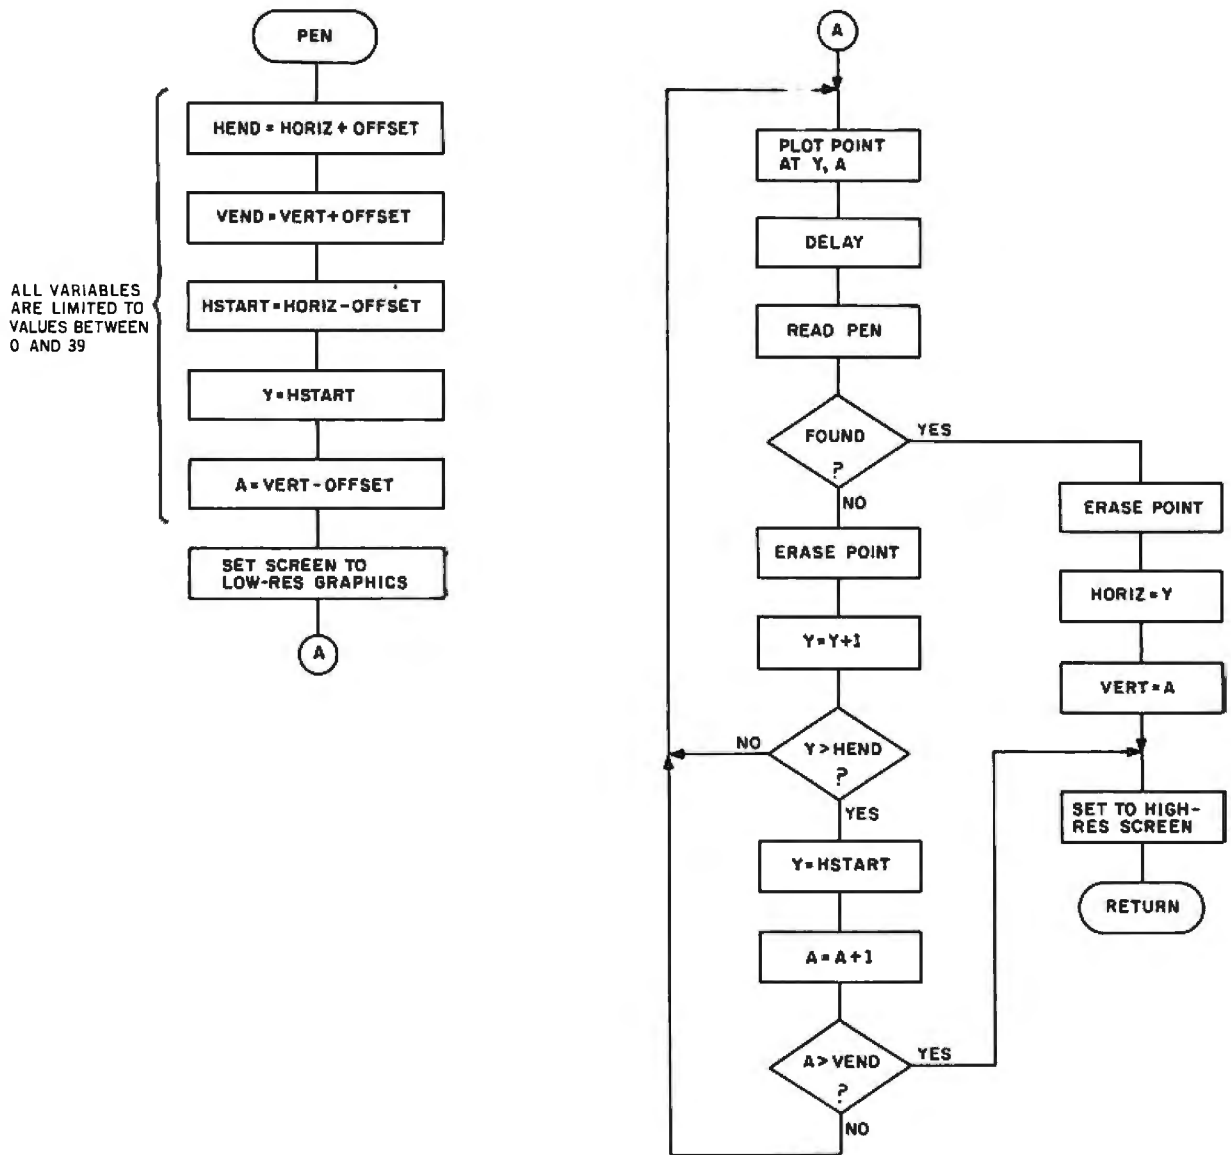 PEN
HEND = HORIZ + OFFSET
VEND = VERT + OFFSET
ALL VARIABLES
ARE LIMITED TO
VALUES BETWEEN
0 AND 39
HSTART = HORIZ - OFFSET
Y = HSTART
A = VERT - OFFSET
SET SCREEN TO
LOW-RES GRAPHICS
A
A
PLOT POINT
AT Y, A
DELAY
READ PEN
FOUND
?
YES
NO
ERASE POINT
Y = Y+1
Y > HEND
?
NO
YES
Y = HSTART
A = A+1
A > VEND
?
YES
NO
ERASE POINT
HORIZ = Y
VERT = A
SET TO HIGH-
RES SCREEN
RETURN